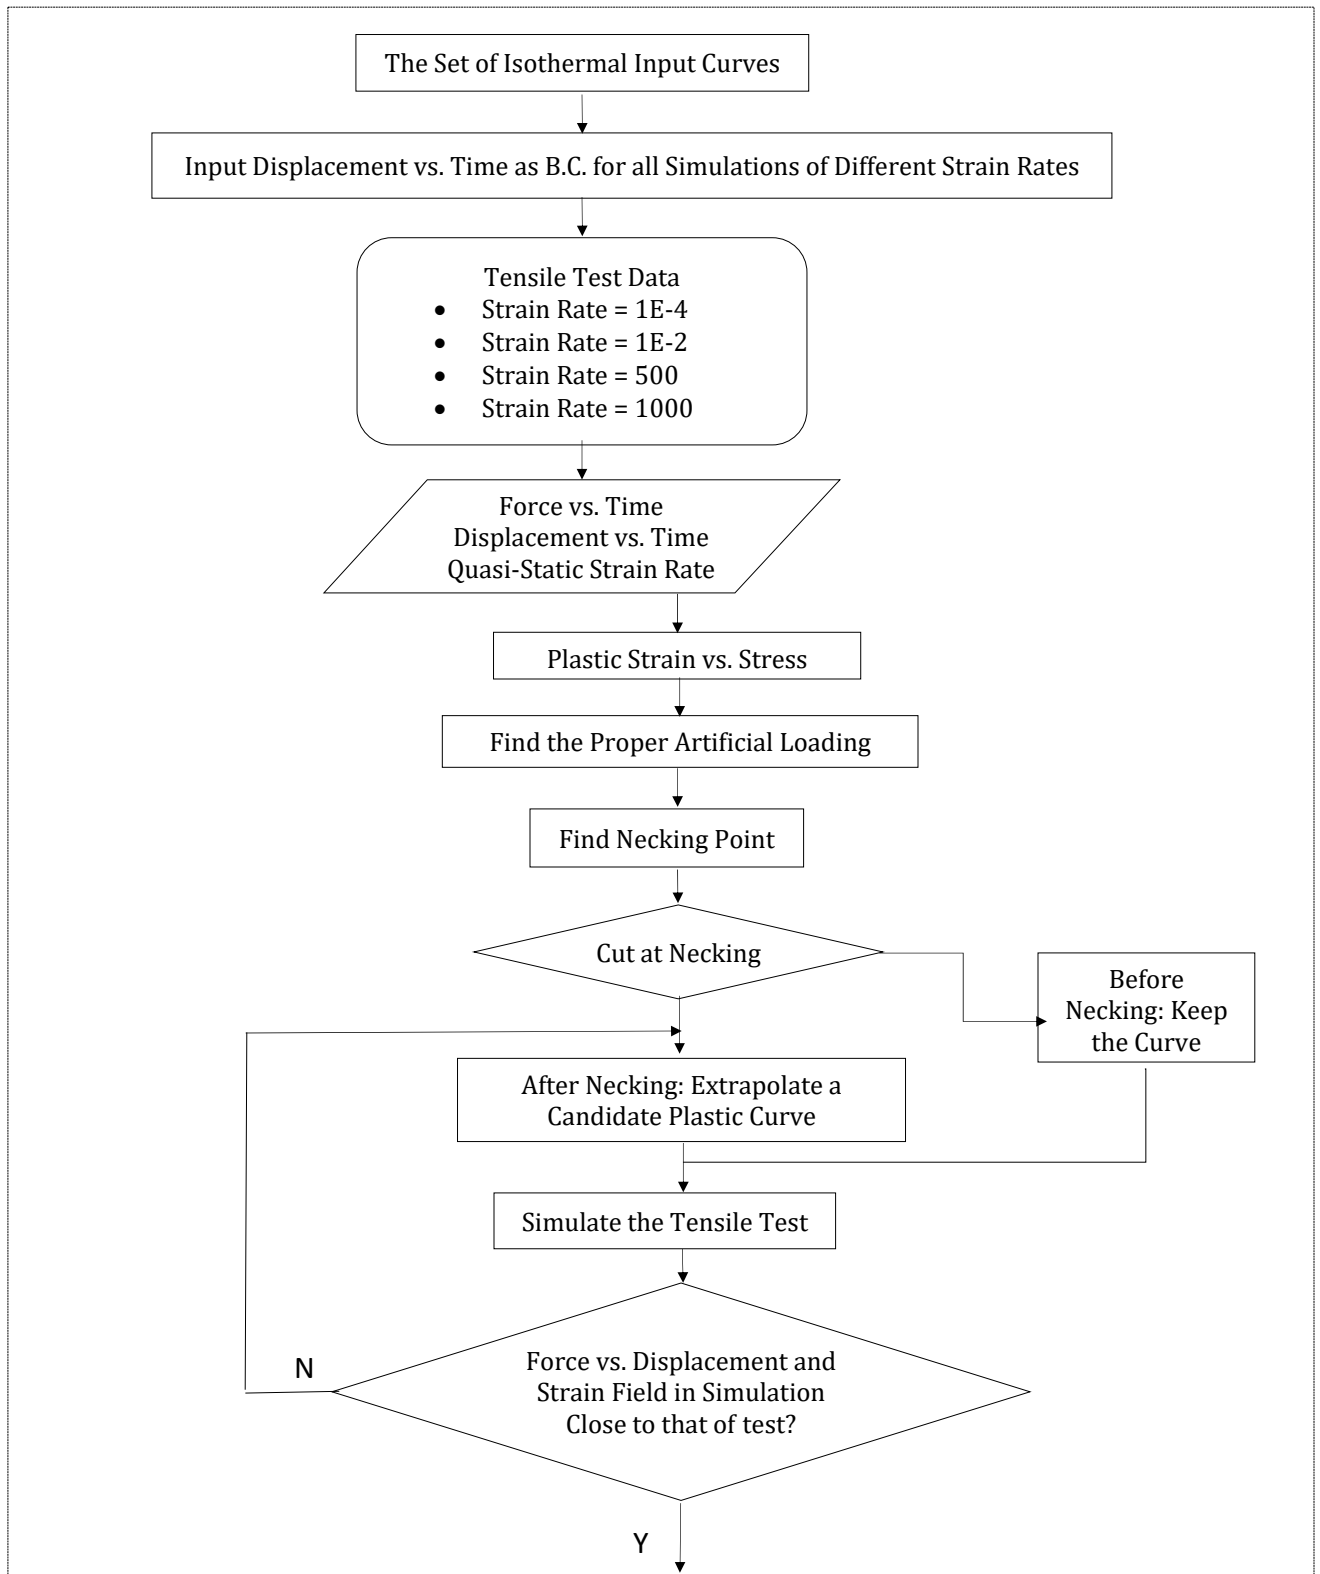 The Set of Isothermal Input Curves
Input Displacement vs. Time as B.C. for all Simulations of Different Strain Rates
Tensile Test Data
• Strain Rate = 1E-4
• Strain Rate = 1E-2
• Strain Rate = 500
• Strain Rate = 1000
Force vs. Time
Displacement vs. Time
Quasi-Static Strain Rate
Plastic Strain vs. Stress
Find the Proper Artificial Loading
Find Necking Point
Cut at Necking
Before
Necking: Keep
the Curve
After Necking: Extrapolate a
Candidate Plastic Curve
Simulate the Tensile Test
N
Force vs. Displacement and
Strain Field in Simulation
Close to that of test?
Y